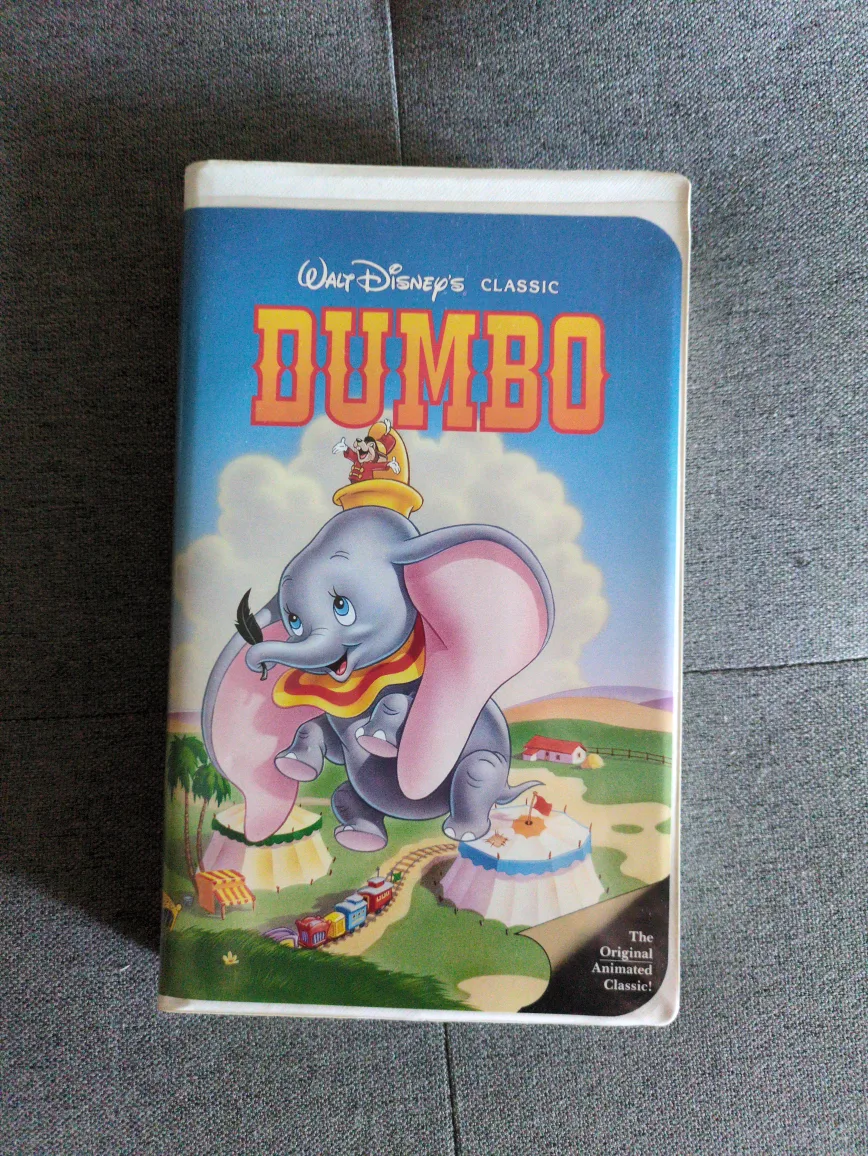 WALT DISNEY'S CLASSIC
DUMBO
The
Original
Animated
Classic!